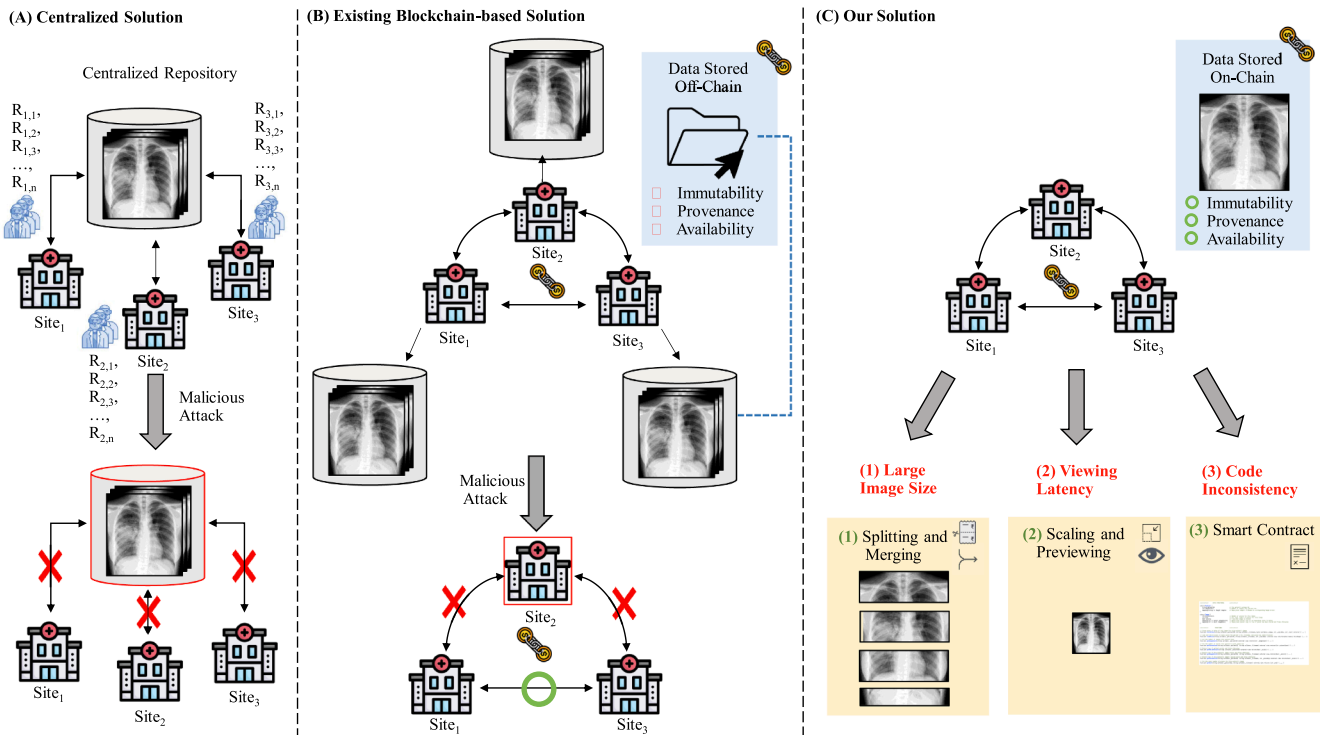 (A) Centralized Solution
Centralized Repository
R1,1,
R1,2,
R1,3,
…,
R1,n
R3,1,
R3,2,
R3,3,
…,
R3,n
Site1
Site3
Site2
R2,1,
R2,2,
R2,3,
…,
R2,n
Malicious
Attack
Site1
Site2
Site3
(B) Existing Blockchain-based Solution
Data Stored
Off-Chain
Immutability
Provenance
Availability
Site2
Site1
Site3
Malicious
Attack
Site2
Site1
Site3
(C) Our Solution
Data Stored
On-Chain
Immutability
Provenance
Availability
Site2
Site1
Site3
(1) Large
Image Size
(2) Viewing
Latency
(3) Code
Inconsistency
(1) Splitting and
Merging
(2) Scaling and
Previewing
(3) Smart Contract